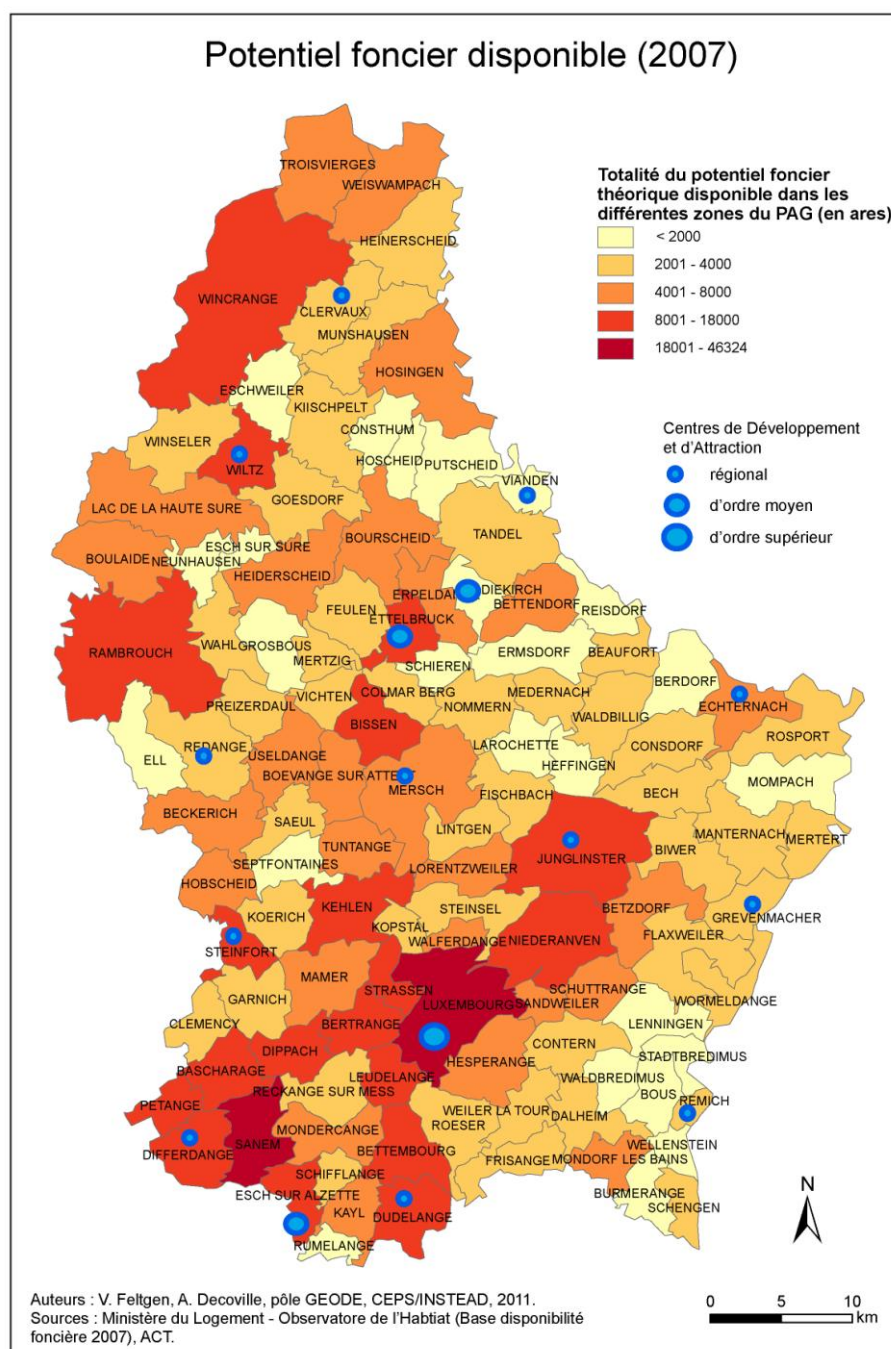 Potentiel foncier disponible (2007)
Totalité du potentiel foncier
théorique disponible dans les
différentes zones du PAG (en ares)
< 2000
2001 - 4000
4001 - 8000
8001 - 18000
18001 - 46324
Centres de Développement
et d'Attraction
régional
d'ordre moyen
d'ordre supérieur
TROISVIERGES
WEISWAMPACH
HEINERSCHEID
WINCRANGE
CLERVAUX
MUNSHAUSEN
HOSINGEN
ESCHWEILER
KIISCHPELT
CONSTHUM
WINSELER
HOSCHEID
PUTSCHEID
WILTZ
VIANDEN
GOESDORF
LAC DE LA HAUTE SURE
TANDEL
BOURSCHEID
ESCH SUR SURE
BOULAIDE
NEUNHAUSEN
HEIDERSCHEID
ERPELDAN
DIEKIRCH
BETTENDORF
FEULEN
REISDORF
ETTELBRUCK
WAHL
GROSBOUS
ERMSDORF
BEAUFORT
RAMBROUCH
MERTZIG
SCHIEREN
BERDORF
VICHTEN
COLMAR BERG
MEDERNACH
ECHTERNACH
PREIZERDAUL
NOMMERN
WALDBILLIG
ROSPORT
BISSEN
REDANGE
USELDANGE
LAROCHETTE
CONSDORF
ELL
HEFFINGEN
BOEVANGE SUR ATTE
MERSCH
MOMPACH
FISCHBACH
BECH
BECKERICH
SAEUL
LINTGEN
MANTERNACH
MERTERT
TUNTANGE
BIWER
SEPTFONTAINES
JUNGLINSTER
LORENTZWEILER
HOBSCHEID
KEHLEN
BETZDORF
STEINSEL
KOERICH
GREVENMACHER
KOPSTAL
FLAXWEILER
WALFERDANGE
NIEDERANVEN
STEINFORT
MAMER
STRASSEN
SCHUTTRANGE
GARNICH
LUXEMBOURG
SANDWEILER
WORMELDANGE
CLEMENCY
BERTRANGE
LENNINGEN
DIPPACH
CONTERN
HESPERANGE
STADTBREDIMUS
BASCHARAGE
LEUDELANGE
WALDBREDIMUS
RECKANGE SUR MESS
BOUS
REMICH
PETANGE
WEILER LA TOUR
DALHEIM
ROESER
MONDERCANGE
SANEM
DIFFERDANGE
BETTEMBOURG
WELLENSTEIN
FRISANGE
MONDORF LES BAINS
SCHIFFLANGE
ESCH SUR ALZETTE
BURMERANGE
KAYL
SCHENGEN
DUDELANGE
RUMELANGE
N
Auteurs : V. Feltgen, A. Decoville, pôle GEODE, CEPS/INSTEAD, 2011.
Sources : Ministère du Logement - Observatore de l'Habtiat (Base disponibilité
foncière 2007), ACT.
0 5 10
km